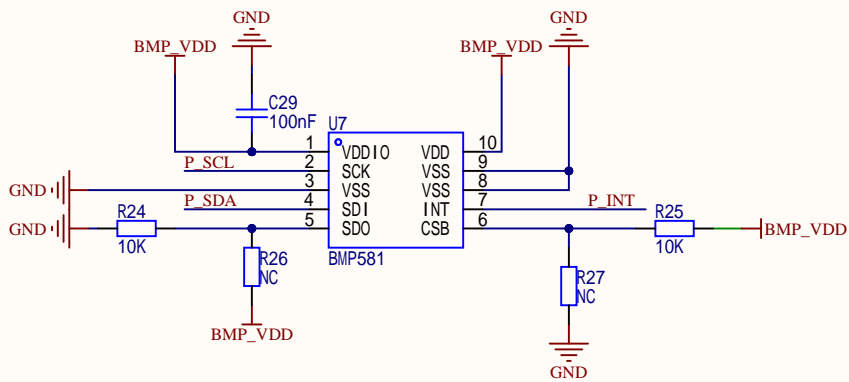 GND
GND
BMP_VDD
BMP_VDD
C29
100nF
U7
1
10
VDDIO
VDD
P_SCL
2
9
SCK
VSS
GND
3
8
VSS
VSS
P_SDA
4
7
P_INT
SDI
INT
GND
R24
10K
5
6
SDO
CSB
R25
10K
BMP_VDD
R26
NC
BMP581
R27
NC
BMP_VDD
GND